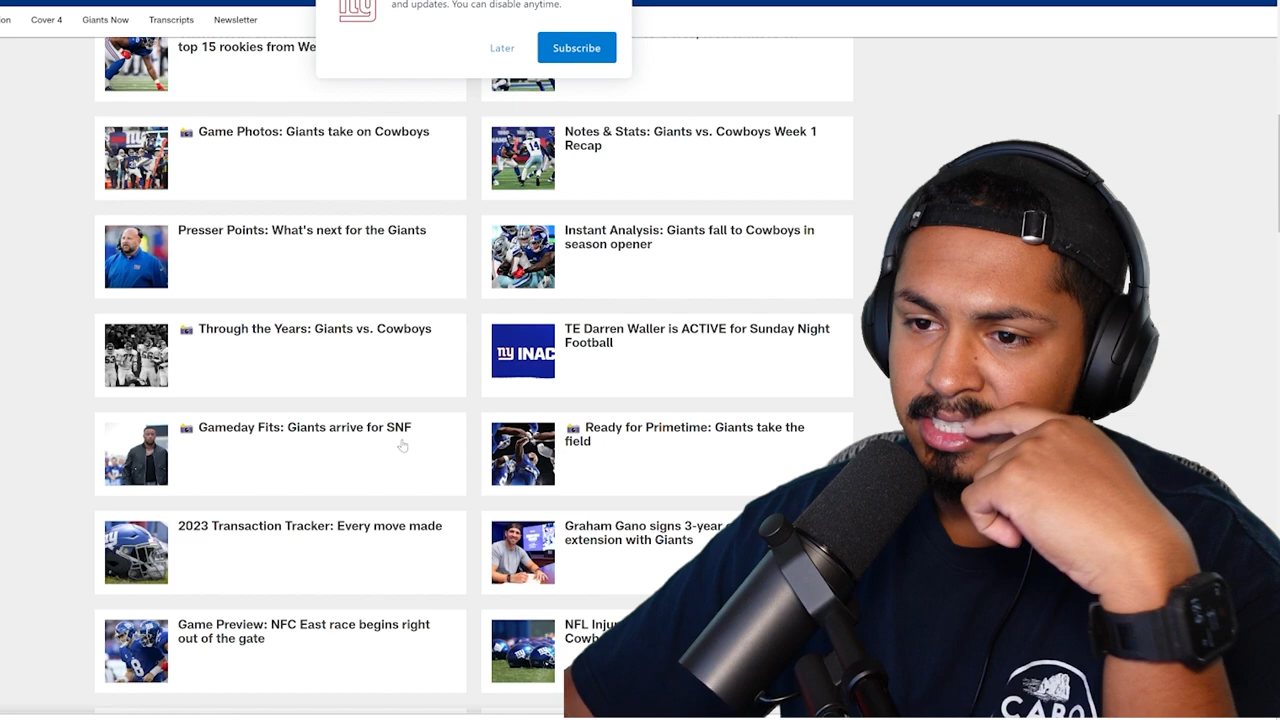 and updates. You can disable anytime.
Later
Subscribe
Cover 4
Giants Now
Transcripts
Newsletter
top 15 rookies from
Game Photos: Giants take on Cowboys
Notes & Stats: Giants vs. Cowboys Week 1
Recap
Presser Points: What's next for the Giants
Instant Analysis: Giants fall to Cowboys in
season opener
Through the Years: Giants vs. Cowboys
TE Darren Waller is ACTIVE for Sunday Night
Football
ny INAC
Gameday Fits: Giants arrive for SNF
Ready for Primetime: Giants take the
field
2023 Transaction Tracker: Every move made
Graham Gano signs 3-year
extension with Giants
Game Preview: NFC East race begins right
out of the gate
NFL
CABO